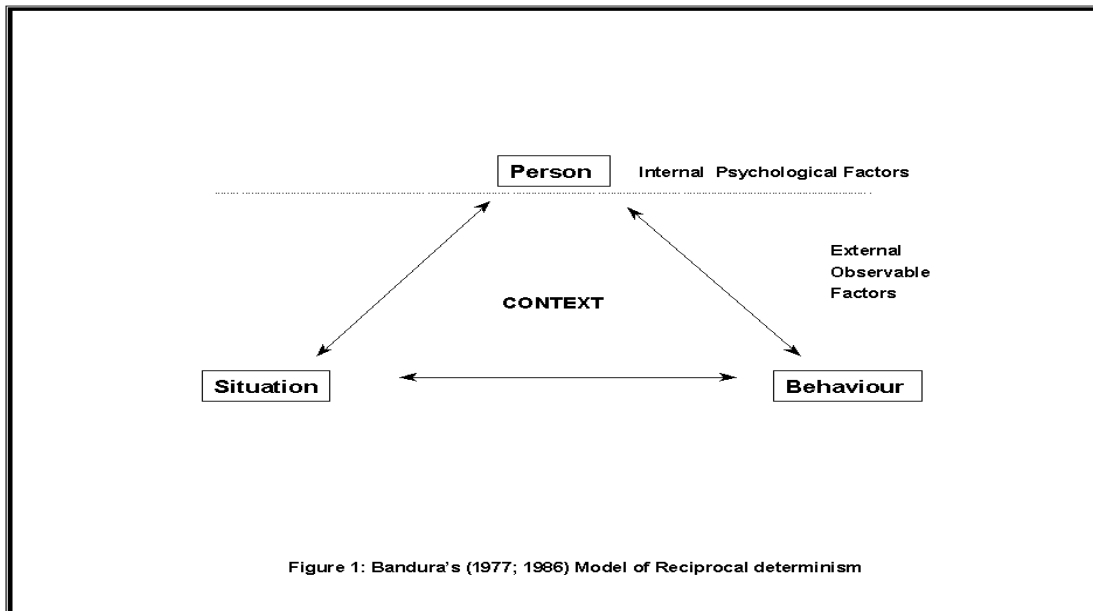 Person
Internal Psychological Factors
External
Observable
Factors
CONTEXT
Situation
Behaviour
Figure 1: Bandura's (1977; 1986) Model of Reciprocal determinism